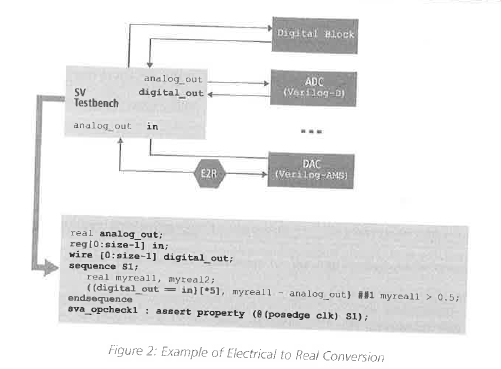 Digital Block
analog_out
digital_out
SV
Testbench
analog_out in
ADC
(Verilog-D)
DAC
(Verilog-AMS)
E2R
real analog_out;
reg[0:size-1] in;
wire [0:size-1] digital_out;
sequence S1;
real myreal1, myreal2;
((digital_out == in)[*5], myreal1 - analog_out) ##1 myreal1 > 0.5;
endsequence
sva_opcheck1 : assert property (@(posedge clk) S1);
Figure 2: Example of Electrical to Real Conversion